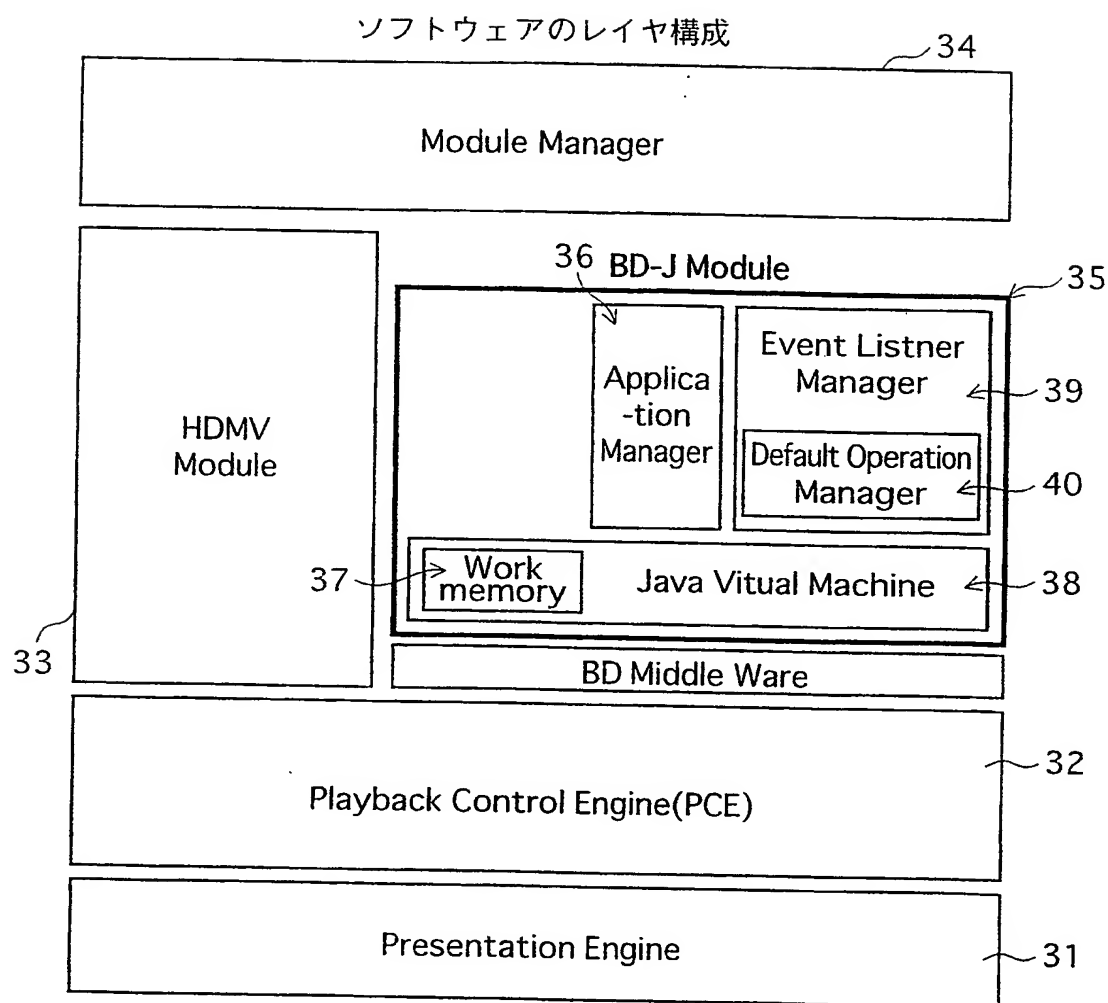 ソフトウェアのレイヤ構成
34
Module Manager
36
BD-J Module
35
HDMV
Module
Applica
-tion
Manager
Event Listner
Manager
39
Default Operation
Manager
40
37
Work
memory
Java Vitual Machine
38
33
BD Middle Ware
32
Playback Control Engine(PCE)
Presentation Engine
31